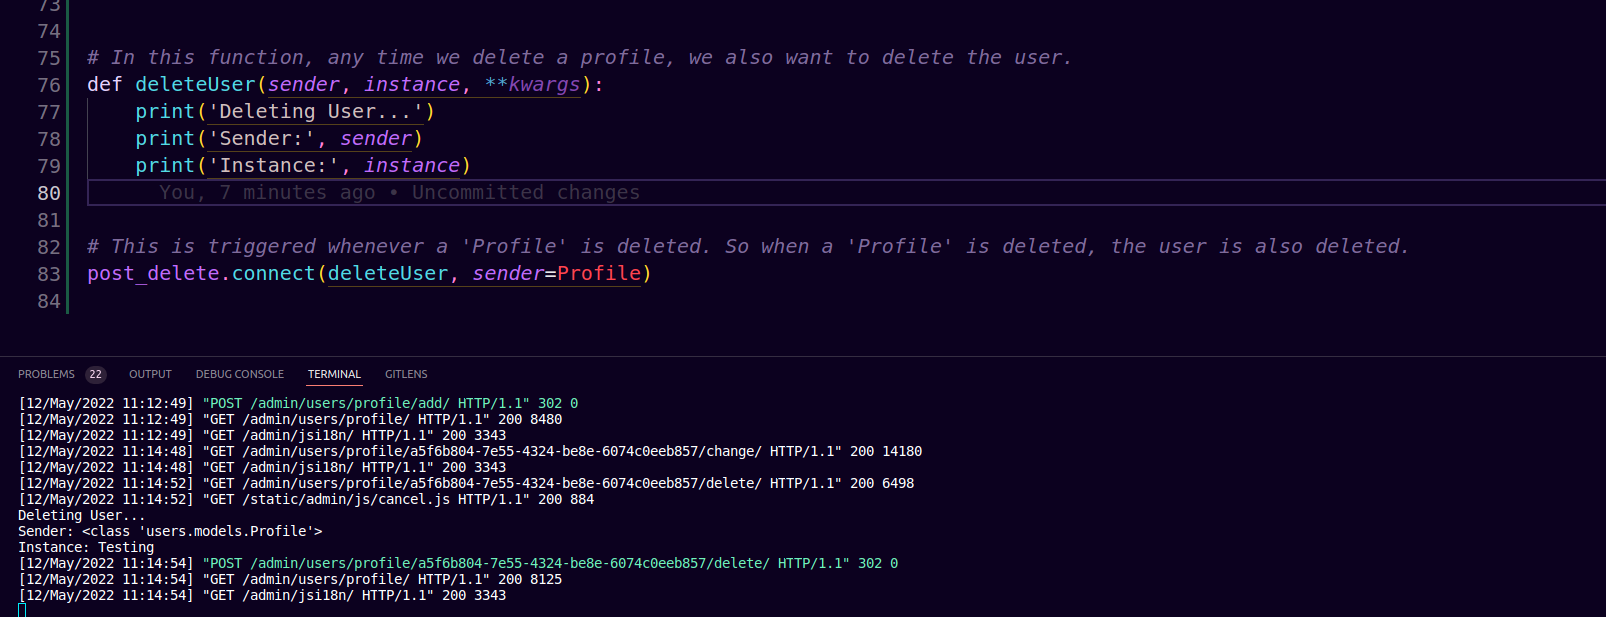 73
74
75 # In this function, any time we delete a profile, we also want to delete the user.
76 def deleteUser(sender, instance, **kwargs):
77 print('Deleting User...')
78 print('Sender:', sender)
79 print('Instance:', instance)
80 You, 7 minutes ago • Uncommitted changes
81
82 # This is triggered whenever a 'Profile' is deleted. So when a 'Profile' is deleted, the user is also deleted.
83 post_delete.connect(deleteUser, sender=Profile)
84
PROBLEMS 22 OUTPUT DEBUG CONSOLE TERMINAL GITLENS
[12/May/2022 11:12:49] "POST /admin/users/profile/add/ HTTP/1.1" 302 0
[12/May/2022 11:12:49] "GET /admin/users/profile/ HTTP/1.1" 200 8480
[12/May/2022 11:12:49] "GET /admin/jsi18n/ HTTP/1.1" 200 3343
[12/May/2022 11:14:48] "GET /admin/users/profile/a5f6b804-7e55-4324-be8e-6074c0eeb857/change/ HTTP/1.1" 200 14180
[12/May/2022 11:14:48] "GET /admin/jsi18n/ HTTP/1.1" 200 3343
[12/May/2022 11:14:52] "GET /admin/users/profile/a5f6b804-7e55-4324-be8e-6074c0eeb857/delete/ HTTP/1.1" 200 6498
[12/May/2022 11:14:52] "GET /static/admin/js/cancel.js HTTP/1.1" 200 884
Deleting User...
Sender: <class 'users.models.Profile'>
Instance: Testing
[12/May/2022 11:14:54] "POST /admin/users/profile/a5f6b804-7e55-4324-be8e-6074c0eeb857/delete/ HTTP/1.1" 302 0
[12/May/2022 11:14:54] "GET /admin/users/profile/ HTTP/1.1" 200 8125
[12/May/2022 11:14:54] "GET /admin/jsi18n/ HTTP/1.1" 200 3343